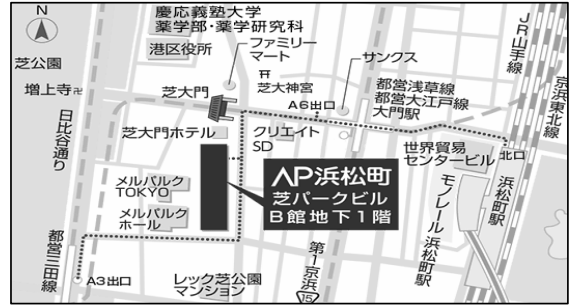 N
慶応義塾大学
薬学部・薬学研究科
港区役所
ファミリー
マート
サンクス
JR山手線
京浜東北線
芝公園
増上寺卍
芝大門
芝大神宮
A6出口
都営浅草線
都営大江戸線
大門駅
日比谷通り
芝大門ホテル
クリエイト
SD
世界貿易
センタービル
北口
メルパルク
TOKYO
メルパルク
ホール
AP浜松町
芝パークビル
B館地下1階
モノレール浜松町駅
浜松町駅
都営三田線
A3出口
レック芝公園
マンション
第1京浜
15